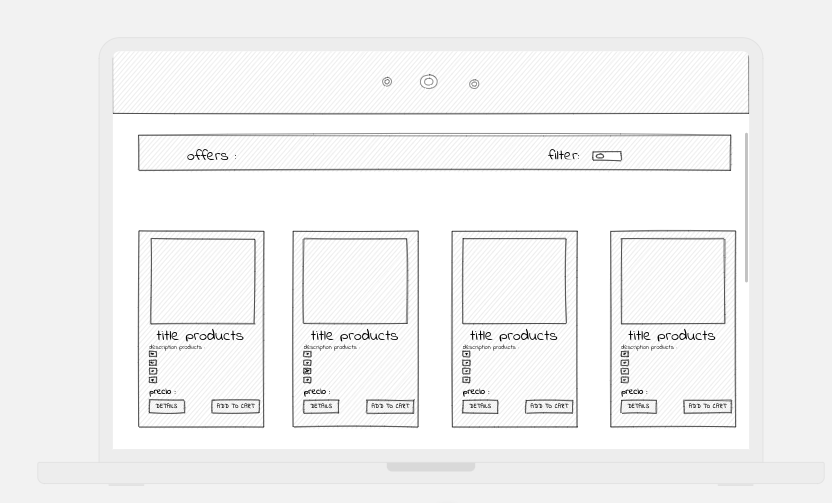 offers :
filter:
title products
description products
precio :
DETAILS
ADD TO CART
title products
description products
precio :
DETAILS
ADD TO CART
title products
description products
precio :
DETAILS
ADD TO CART
title products
description products
precio :
DETAILS
ADD TO CART